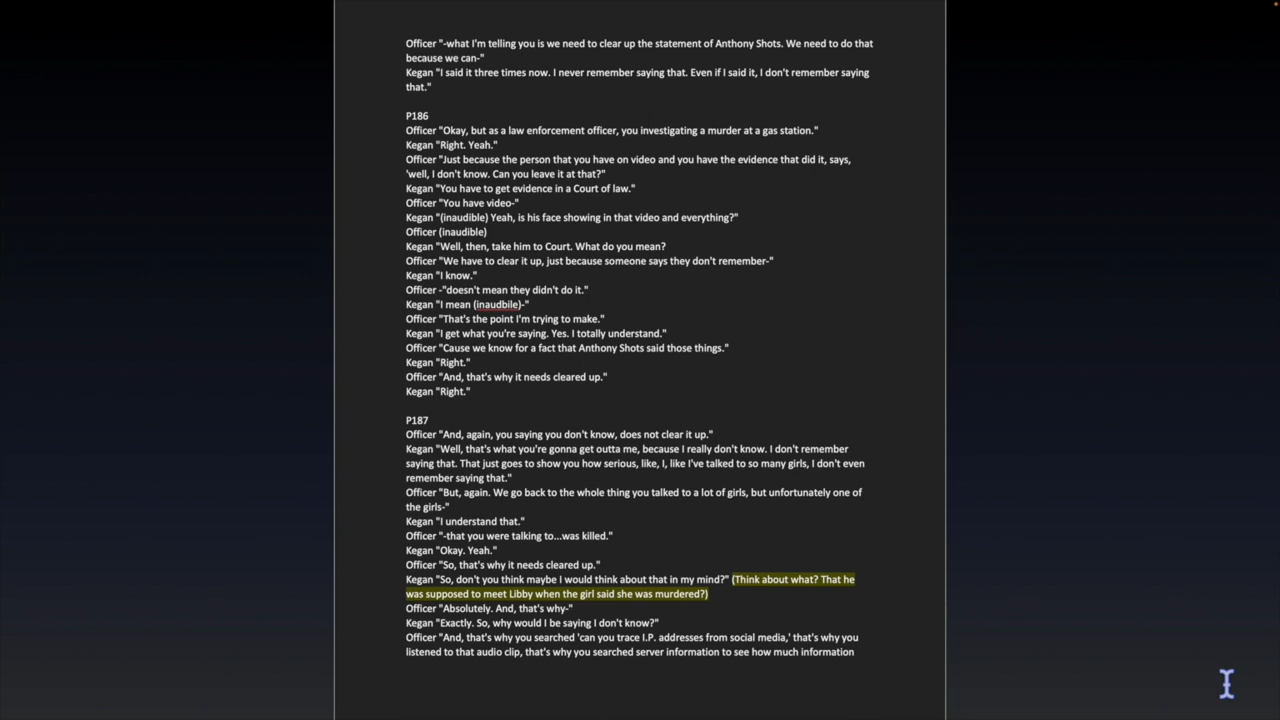 Officer "-what I'm telling you is we need to clear up the statement of Anthony Shots. We need to do that
because we can-"
Kegan "I said it three times now. I never remember saying that. Even if I said it, I don't remember saying
that."
P186
Officer "Okay, but as a law enforcement officer, you investigating a murder at a gas station."
Kegan "Right. Yeah."
Officer "Just because the person that you have on video and you have the evidence that did it, says,
'well, I don't know. Can you leave it at that?"
Kegan "You have to get evidence in a Court of law."
Officer "You have video-"
Kegan "(inaudible) Yeah, is his face showing in that video and everything?"
Officer (inaudible)
Kegan "Well, then, take him to Court. What do you mean?
Officer "We have to clear it up, just because someone says they don't remember-"
Kegan "I know."
Officer -"doesn't mean they didn't do it."
Kegan "I mean (inaudbile)-"
Officer "That's the point I'm trying to make."
Kegan "I get what you're saying. Yes. I totally understand."
Officer "Cause we know for a fact that Anthony Shots said those things."
Kegan "Right."
Officer "And, that's why it needs cleared up."
Kegan "Right."
P187
Officer "And, again, you saying you don't know, does not clear it up."
Kegan "Well, that's what you're gonna get outta me, because I really don't know. I don't remember
saying that. That just goes to show you how serious, like, I, like I've talked to so many girls, I don't even
remember saying that."
Officer "But, again. We go back to the whole thing you talked to a lot of girls, but unfortunately one of
the girls-"
Kegan "I understand that."
Officer "-that you were talking to...was killed."
Kegan "Okay. Yeah."
Officer "So, that's why it needs cleared up."
Kegan "So, don't you think maybe I would think about that in my mind?" (Think about what? That he
was supposed to meet Libby when the girl said she was murdered?)
Officer "Absolutely. And, that's why-"
Kegan "Exactly. So, why would I be saying I don't know?"
Officer "And, that's why you searched 'can you trace I.P. addresses from social media,' that's why you
listened to that audio clip, that's why you searched server information to see how much information